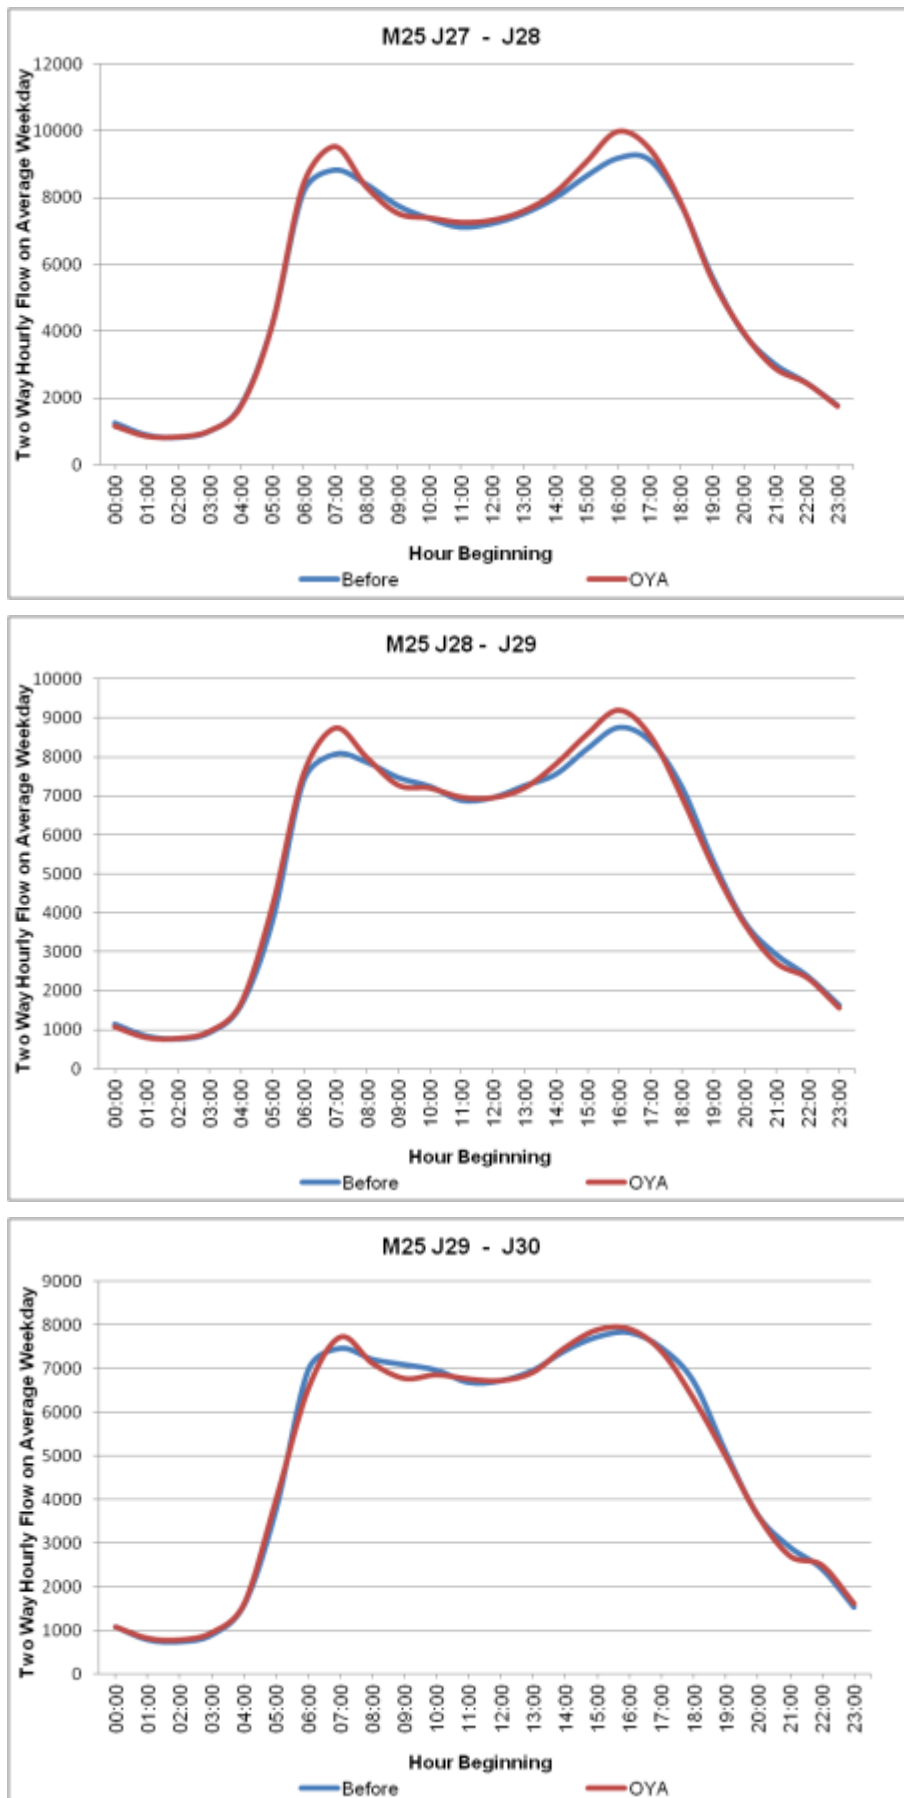 M25 J27 - J28
Two Way Hourly Flow on Average Weekday
12000
10000
8000
6000
4000
2000
0
00:00 01:00 02:00 03:00 04:00 05:00 06:00 07:00 08:00 09:00 10:00 11:00 12:00 13:00 14:00 15:00 16:00 17:00 18:00 19:00 20:00 21:00 22:00 23:00
Hour Beginning
Before OYA
M25 J28 - J29
Two Way Hourly Flow on Average Weekday
10000
9000
8000
7000
6000
5000
4000
3000
2000
1000
0
00:00 01:00 02:00 03:00 04:00 05:00 06:00 07:00 08:00 09:00 10:00 11:00 12:00 13:00 14:00 15:00 16:00 17:00 18:00 19:00 20:00 21:00 22:00 23:00
Hour Beginning
Before OYA
M25 J29 - J30
Two Way Hourly Flow on Average Weekday
9000
8000
7000
6000
5000
4000
3000
2000
1000
0
00:00 01:00 02:00 03:00 04:00 05:00 06:00 07:00 08:00 09:00 10:00 11:00 12:00 13:00 14:00 15:00 16:00 17:00 18:00 19:00 20:00 21:00 22:00 23:00
Hour Beginning
Before OYA